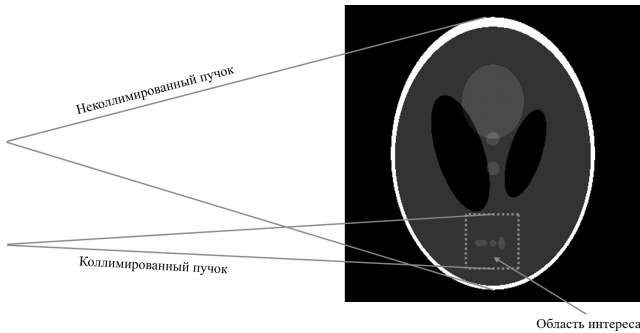 Неколлимированный пучок
Коллимированный пучок
Область интереса